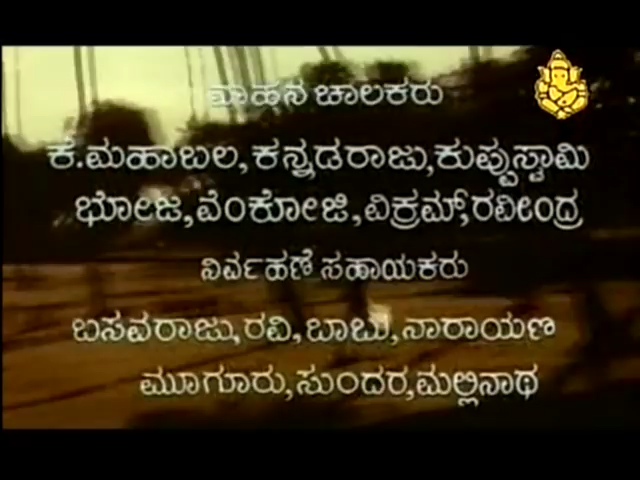 ವಾಹನ ಚಾಲಕರು
ಕೆ.ಮಹಾಬಲ,ಕನ್ನಡರಾಜು,ಕುಪ್ಪುಸ್ವಾಮಿ
ಭೋಜ,ವೆಂಕೋಜಿ,ವಿಕ್ರಮ್,ರವೀಂದ್ರ
ನಿರ್ವಹಣೆ ಸಹಾಯಕರು
ಬಸವರಾಜು,ರವಿ,ಬಾಬು,ನಾರಾಯಣ
ಮೂಗೂರು,ಸುಂದರ,ಮಲ್ಲಿನಾಥ